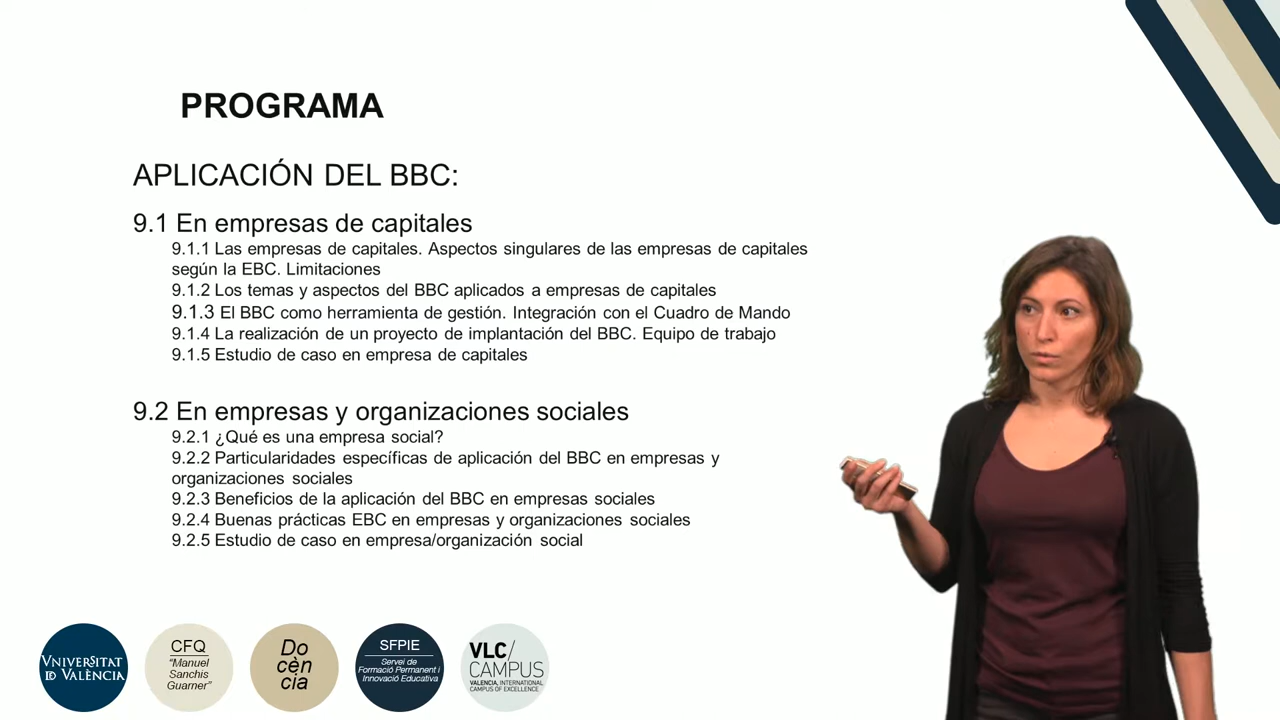 PROGRAMA
APLICACIÓN DEL BBC:
9.1 En empresas de capitales
9.1.1 Las empresas de capitales. Aspectos singulares de las empresas de capitales
según la EBC. Limitaciones
9.1.2 Los temas y aspectos del BBC aplicados a empresas de capitales
9.1.3 El BBC como herramienta de gestión. Integración con el Cuadro de Mando
9.1.4 La realización de un proyecto de implantación del BBC. Equipo de trabajo
9.1.5 Estudio de caso en empresa de capitales
9.2 En empresas y organizaciones sociales
9.2.1 ¿Qué es una empresa social?
9.2.2 Particularidades específicas de aplicación del BBC en empresas y
organizaciones sociales
9.2.3 Beneficios de la aplicación del BBC en empresas sociales
9.2.4 Buenas prácticas EBC en empresas y organizaciones sociales
9.2.5 Estudio de caso en empresa/organización social
VNIVERSITAT
DE VALÈNCIA
CFQ
"Manuel
Sanchis
Guarner"
Do
cèn
cia
SFPIE
Servei de
Formació Permanent i
Innovació Educativa
VLC/
CAMPUS
VALENCIA, INTERNATIONAL
CAMPUS OF EXCELLENCE